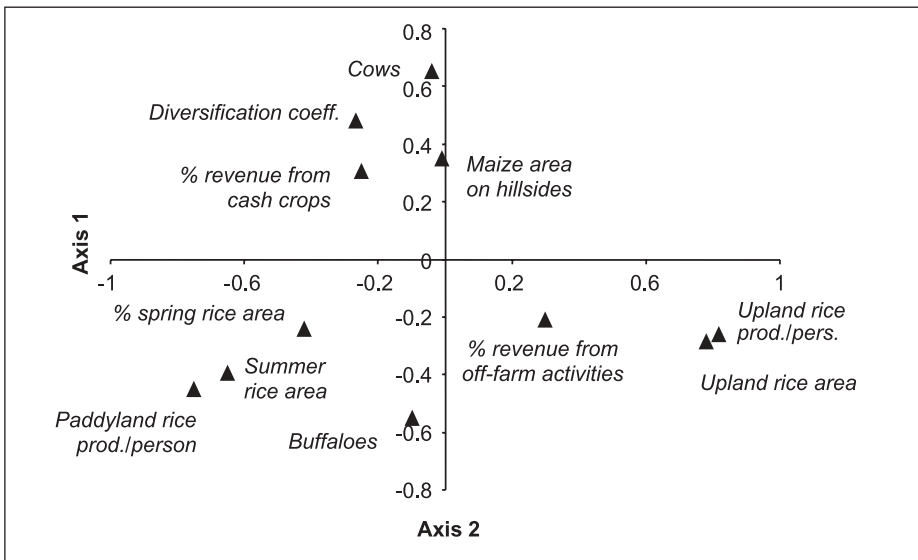 0.8
Cows
0.6
Diversification coeff.
0.4
% revenue from
cash crops
Maize area
on hillsides
0.2
Axis 1
0
-1
-0.6
-0.2
0.2
0.6
1
% spring rice area
-0.2
Upland rice
prod./pers.
Summer
rice area
% revenue from
off-farm activities
-0.4
Upland rice area
Paddyland rice
prod./person
Buffaloes
-0.6
-0.8
Axis 2